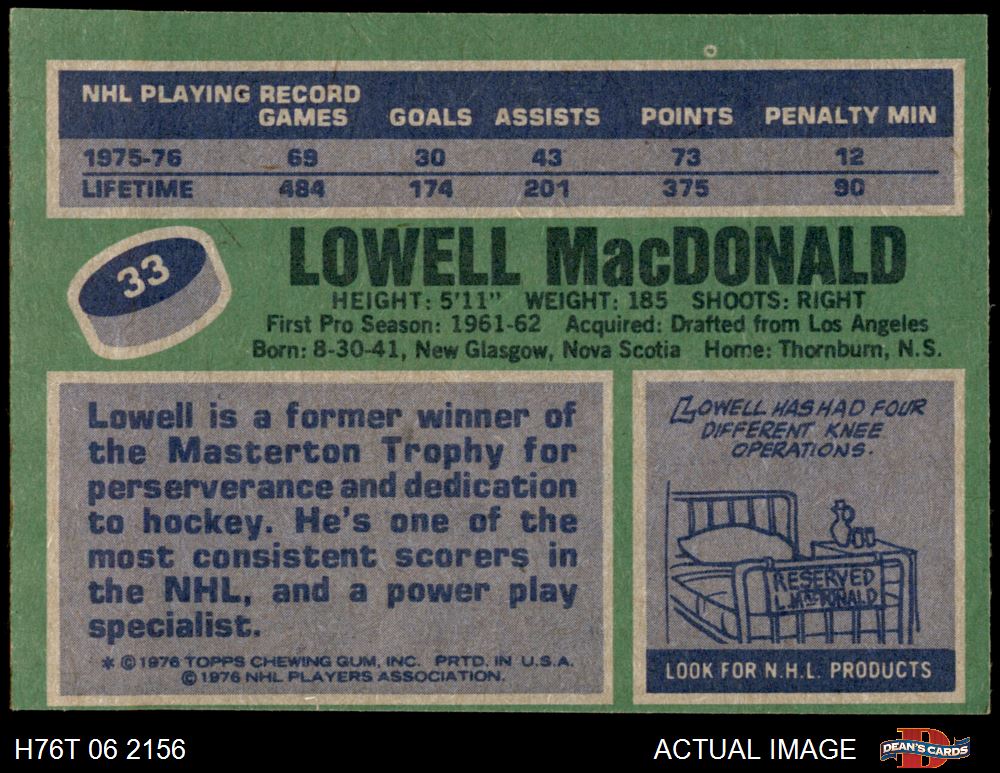 NHL PLAYING RECORD
GAMES GOALS ASSISTS POINTS PENALTY MIN
1975-76 69 30 43 73 12
LIFETIME 484 174 201 375 90
33
LOWELL MacDONALD
HEIGHT: 5'11" WEIGHT: 185 SHOOTS: RIGHT
First Pro Season: 1961-62 Acquired: Drafted from Los Angeles
Born: 8-30-41, New Glasgow, Nova Scotia Home: Thornburn, N.S.
Lowell is a former winner of
the Masterton Trophy for
perserverance and dedication
to hockey. He's one of the
most consistent scorers in
the NHL, and a power play
specialist.
* © 1976 TOPPS CHEWING GUM, INC. PRTD. IN U.S.A.
© 1976 NHL PLAYERS ASSOCIATION.
LOWELL HAS HAD FOUR
DIFFERENT KNEE
OPERATIONS.
RESERVED
L. MacDONALD
LOOK FOR N.H.L. PRODUCTS
H76T 06 2156
ACTUAL IMAGE
DEAN'S CARDS